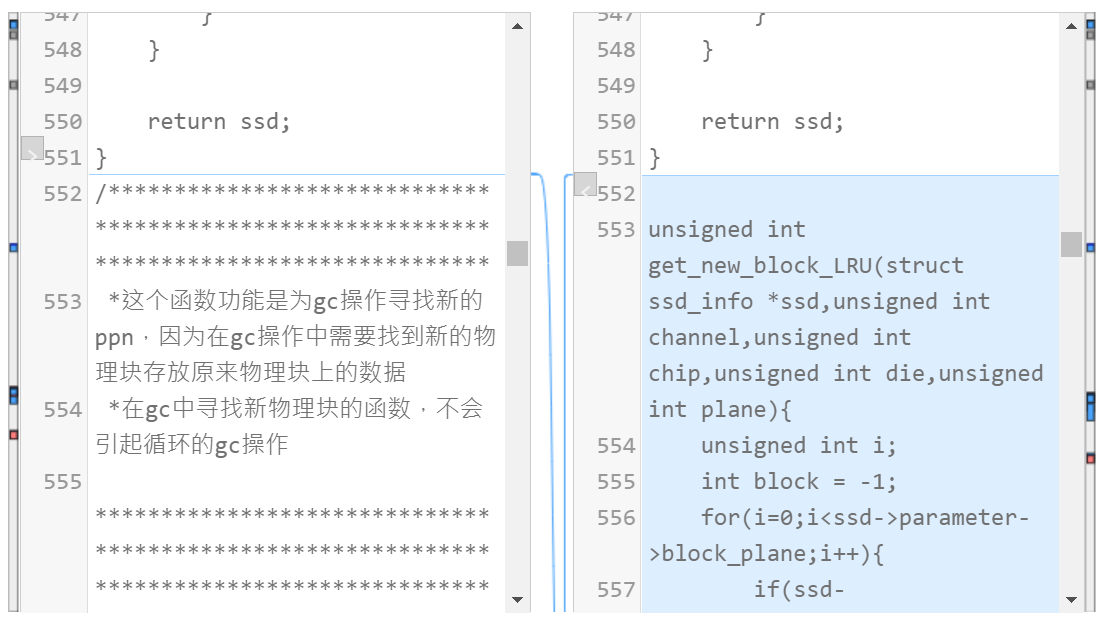 547         }
548     }
549
550     return ssd;
551 }
552 /*****************************
******************************
******************************
553  *这个函数功能是为gc操作寻找新的
ppn，因为在gc操作中需要找到新的物
理块存放原来物理块上的数据
554  *在gc中寻找新物理块的函数，不会
引起循环的gc操作
555
******************************
******************************
******************************
547         }
548     }
549
550     return ssd;
551 }
552
553 unsigned int
get_new_block_LRU(struct
ssd_info *ssd,unsigned int
channel,unsigned int
chip,unsigned int die,unsigned
int plane){
554     unsigned int i;
555     int block = -1;
556     for(i=0;i<ssd->parameter-
>block_plane;i++){
557         if(ssd-